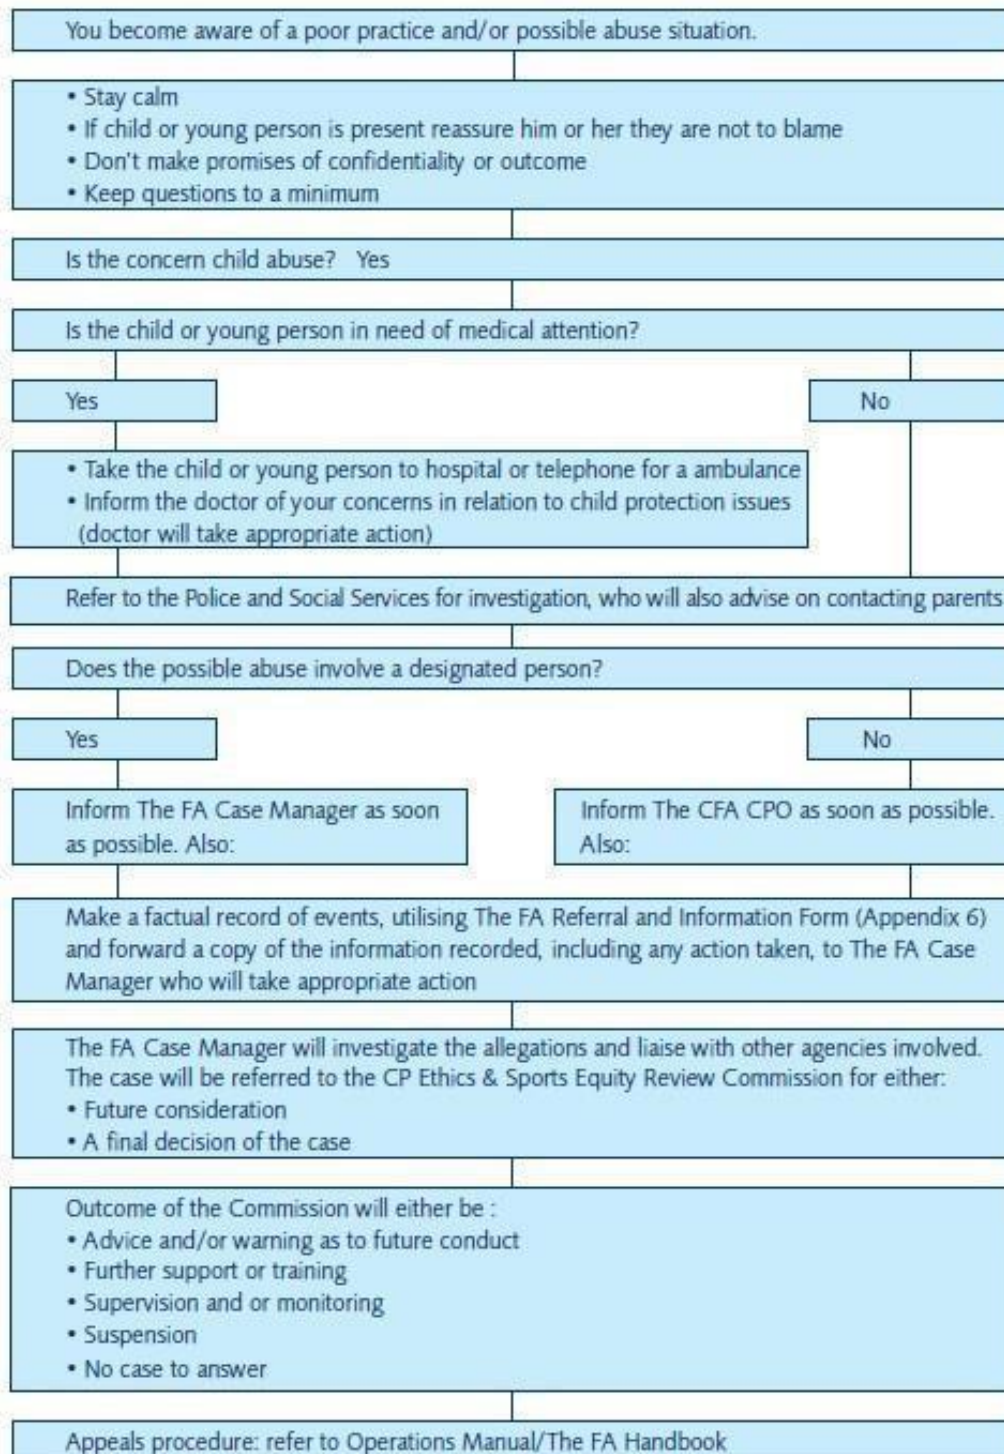 You become aware of a poor practice and/or possible abuse situation.
• Stay calm
• If child or young person is present reassure him or her they are not to blame
• Don't make promises of confidentiality or outcome
• Keep questions to a minimum
Is the concern child abuse? Yes
Is the child or young person in need of medical attention?
Yes
No
• Take the child or young person to hospital or telephone for a ambulance
• Inform the doctor of your concerns in relation to child protection issues
(doctor will take appropriate action)
Refer to the Police and Social Services for investigation, who will also advise on contacting parents
Does the possible abuse involve a designated person?
Yes
No
Inform The FA Case Manager as soon
as possible. Also:
Inform The CFA CPO as soon as possible.
Also:
Make a factual record of events, utilising The FA Referral and Information Form (Appendix 6)
and forward a copy of the information recorded, including any action taken, to The FA Case
Manager who will take appropriate action
The FA Case Manager will investigate the allegations and liaise with other agencies involved.
The case will be referred to the CP Ethics & Sports Equity Review Commission for either:
• Future consideration
• A final decision of the case
Outcome of the Commission will either be :
• Advice and/or warning as to future conduct
• Further support or training
• Supervision and or monitoring
• Suspension
• No case to answer
Appeals procedure: refer to Operations Manual/The FA Handbook